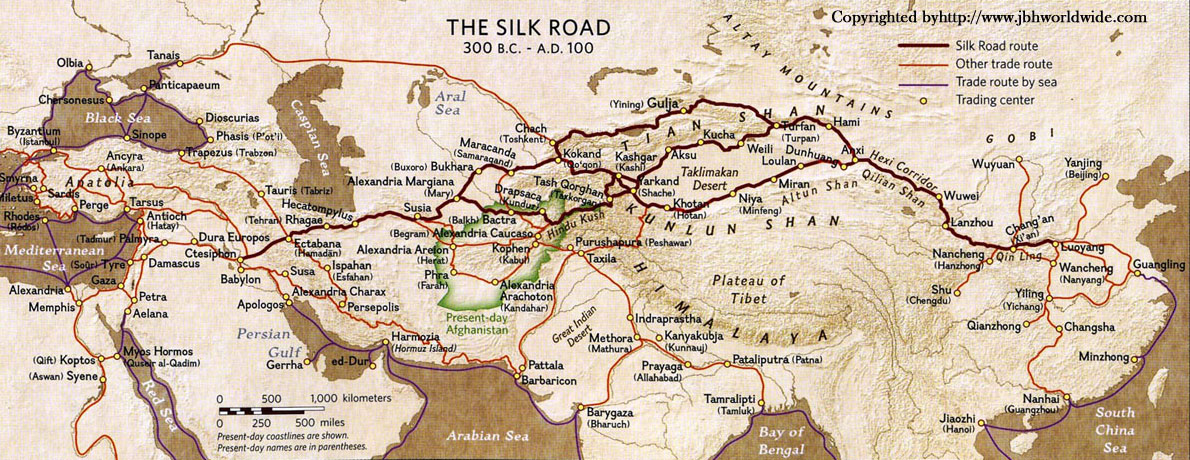 Copyrighted byhttp://www.jbhworldwide.com
THE SILK ROAD
300 B.C. - A.D. 100
Silk Road route
Other trade route
Trade route by sea
Trading center
ALTAY MOUNTAINS
GOBI
TIAN SHAN
Olbia
Tanais
Panticapaeum
Chersonesus
Black Sea
Dioscurias
Phasis (P'ot'i)
Sinope
Trapezus (Trabzon)
Byzantium
(Istanbul)
Ancyra
(Ankara)
Anatolia
Smyrna
Sardis
Miletus
Perge
Rhodes
(Rodos)
Tarsus
Antioch
(Hatay)
Mediterranean
Sea
(Tadmur) Palmyra
Dura Europos
(Soûr) Tyre
Damascus
Ctesiphon
Babylon
Gaza
Alexandria
Memphis
Petra
Aelana
(Qift) Koptos
Myos Hormos
(Quseir al-Qadim)
(Aswan) Syene
Red Sea
Caspian Sea
Aral
Sea
Tauris (Tabriz)
Hecatompylus
(Tehran) Rhagae
Ectabana
(Hamadan)
Susa
Ispahan
(Esfahan)
Apologos
Alexandria Charax
Persepolis
Persian
Gulf
Gerrha
ed-Dur
Harmozia
(Hormuz Island)
Chach
(Toshkent)
Maracanda
(Samarqand)
(Buxoro) Bukhara
Alexandria Margiana
(Mary)
Susia
Kokand
(Qo'qon)
Drapsaca
(Kunduz)
Tash Qorghan
(Taxkorgan)
(Balkh) Bactra
(Begram) Alexandria Caucaso
Hindu Kush
Alexandria Areion
(Herat)
Kophen
(Kabul)
Phra
(Farah)
Alexandria
Arachoton
(Kandahar)
Present-day
Afghanistan
Purushapura (Peshawar)
Taxila
(Yining) Gulja
Kashgar
(Kashi)
Aksu
Kucha
Weili
Turfan
(Turpan)
Hami
Loulan
Dunhuang
Anxi
Yarkand
(Shache)
Taklimakan
Desert
Khotan
(Hotan)
Niya
(Minfeng)
Miran
Altun Shan
Hexi Corridor
Qilian Shan
KUNLUN SHAN
HIMALAYA
Plateau of
Tibet
Wuwei
Lanzhou
Wuyuan
Yanjing
(Beijing)
Chang'an
(Xi'an)
Luoyang
Qin Ling
Nancheng
(Hanzhong)
Wancheng
(Nanyang)
Guangling
Shu
(Chengdu)
Yiling
(Yichang)
Qianzhong
Changsha
Minzhong
Nanhai
(Guangzhou)
Jiaozhi
(Hanoi)
South
China
Sea
Great Indian
Desert
Indraprastha
Methora
(Mathura)
Kanyakubja
(Kunnauj)
Prayaga
(Allahabad)
Pataliputra (Patna)
Tamralipti
(Tamluk)
Pattala
Barbaricon
Barygaza
(Bharuch)
Arabian Sea
Bay of
Bengal
0 500 1,000 kilometers
0 500 miles
Present-day coastlines are shown.
Present-day names are in parentheses.